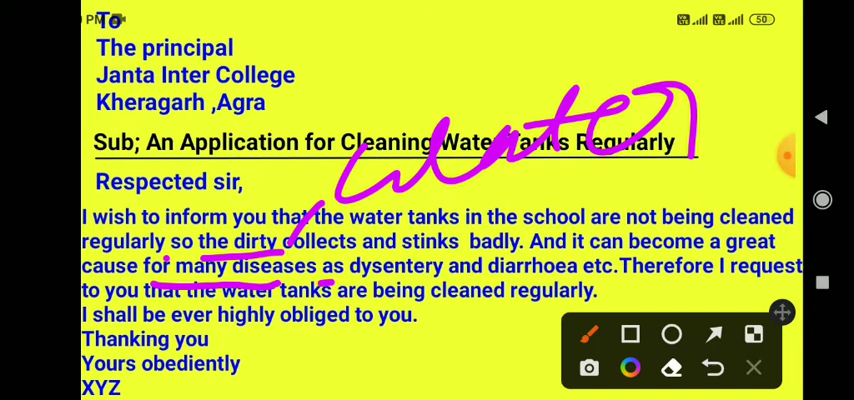 PM
50
To
The principal
Janta Inter College
Kheragarh ,Agra
Sub; An Application for Cleaning Water Tanks Regularly
water
Respected sir,
I wish to inform you that the water tanks in the school are not being cleaned
regularly so the dirty collects and stinks badly. And it can become a great
cause for many diseases as dysentery and diarrhoea etc.Therefore I request
to you that the water tanks are being cleaned regularly.
I shall be ever highly obliged to you.
Thanking you
Yours obediently
XYZ